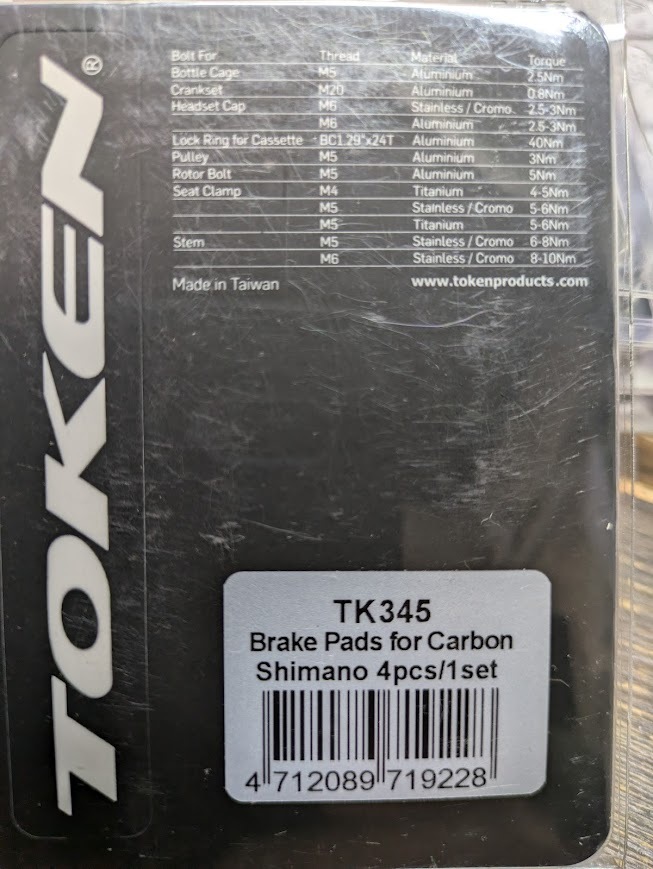 TOKEN®
Bolt For Thread Material Torque
Bottle Cage M5 Aluminium 2.5Nm
Crankset M20 Aluminium 0.8Nm
Headset Cap M6 Stainless / Cromo 2.5-3Nm
M6 Aluminium 2.5-3Nm
Lock Ring for Cassette BC1.29"x24T Aluminium 40Nm
Pulley M5 Aluminium 3Nm
Rotor Bolt M5 Aluminium 5Nm
Seat Clamp M4 Titanium 4-5Nm
M5 Stainless / Cromo 5-6Nm
M5 Titanium 5-6Nm
Stem M5 Stainless / Cromo 6-8Nm
M6 Stainless / Cromo 8-10Nm
Made in Taiwan www.tokenproducts.com
TK345
Brake Pads for Carbon
Shimano 4pcs/1set
4 712089 719228